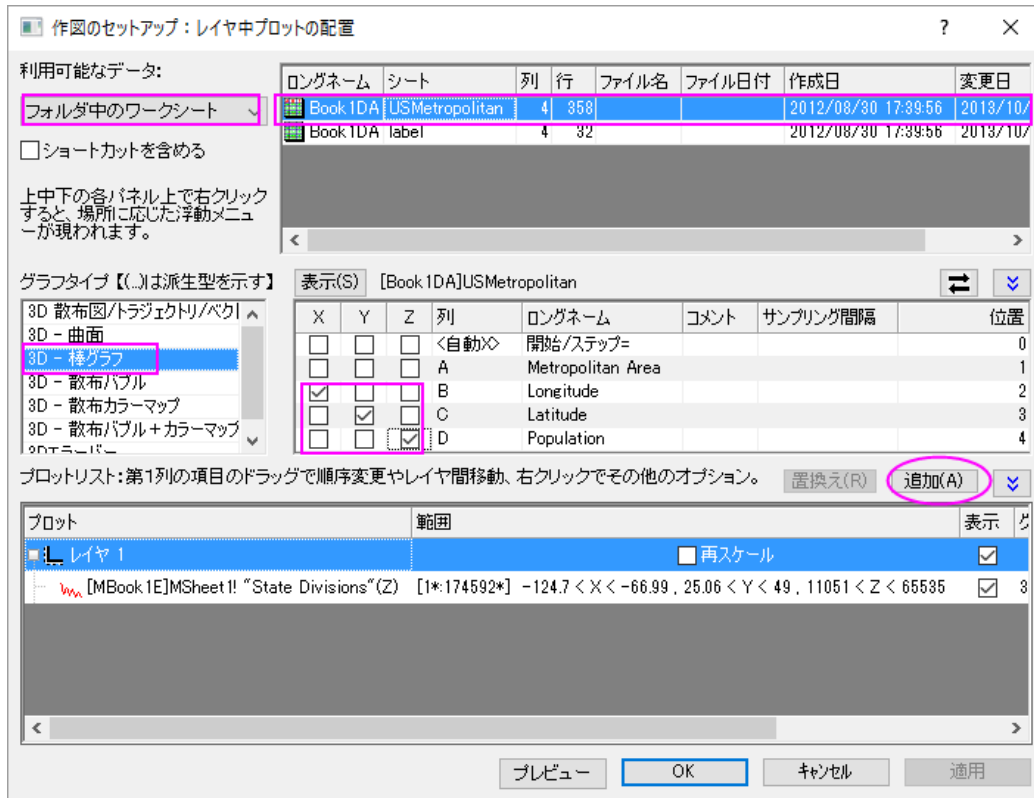 作図のセットアップ：レイヤ中プロットの配置
利用可能なデータ:
フォルダ中のワークシート
ショートカットを含める
上中下の各パネル上で右クリック
すると、場所に応じた浮動メニュ
ーが現われます。
ロングネーム シート 列 行 ファイル名 ファイル日付 作成日 変更日
Book1DA USMetropolitan 4 358 2012/08/30 17:39:56 2013/10/
Book1DA label 4 32 2012/08/30 17:39:56 2013/10/
グラフタイプ【(...)は派生型を示す】
表示(S) [Book1DA]USMetropolitan
3D 散布図/トラジェクトリ/ベクト
3D - 曲面
3D - 棒グラフ
3D - 散布バブル
3D - 散布カラーマップ
3D - 散布バブル＋カラーマップ
3Dエラーバー
X Y Z 列 ロングネーム コメント サンプリング間隔 位置
<自動X> 開始/ステップ= 0
A Metropolitan Area 1
B Longitude 2
C Latitude 3
D Population 4
プロットリスト：第1列の項目のドラッグで順序変更やレイヤ間移動、右クリックでその他のオプション。
置換え(R) 追加(A)
プロット 範囲 表示 グ
レイヤ 1 再スケール
[MBook1E]MSheet1! "State Divisions"(Z) [1*:174592*] -124.7 < X < -66.99 , 25.06 < Y < 49 , 11051 < Z < 65535 3
プレビュー OK キャンセル 適用